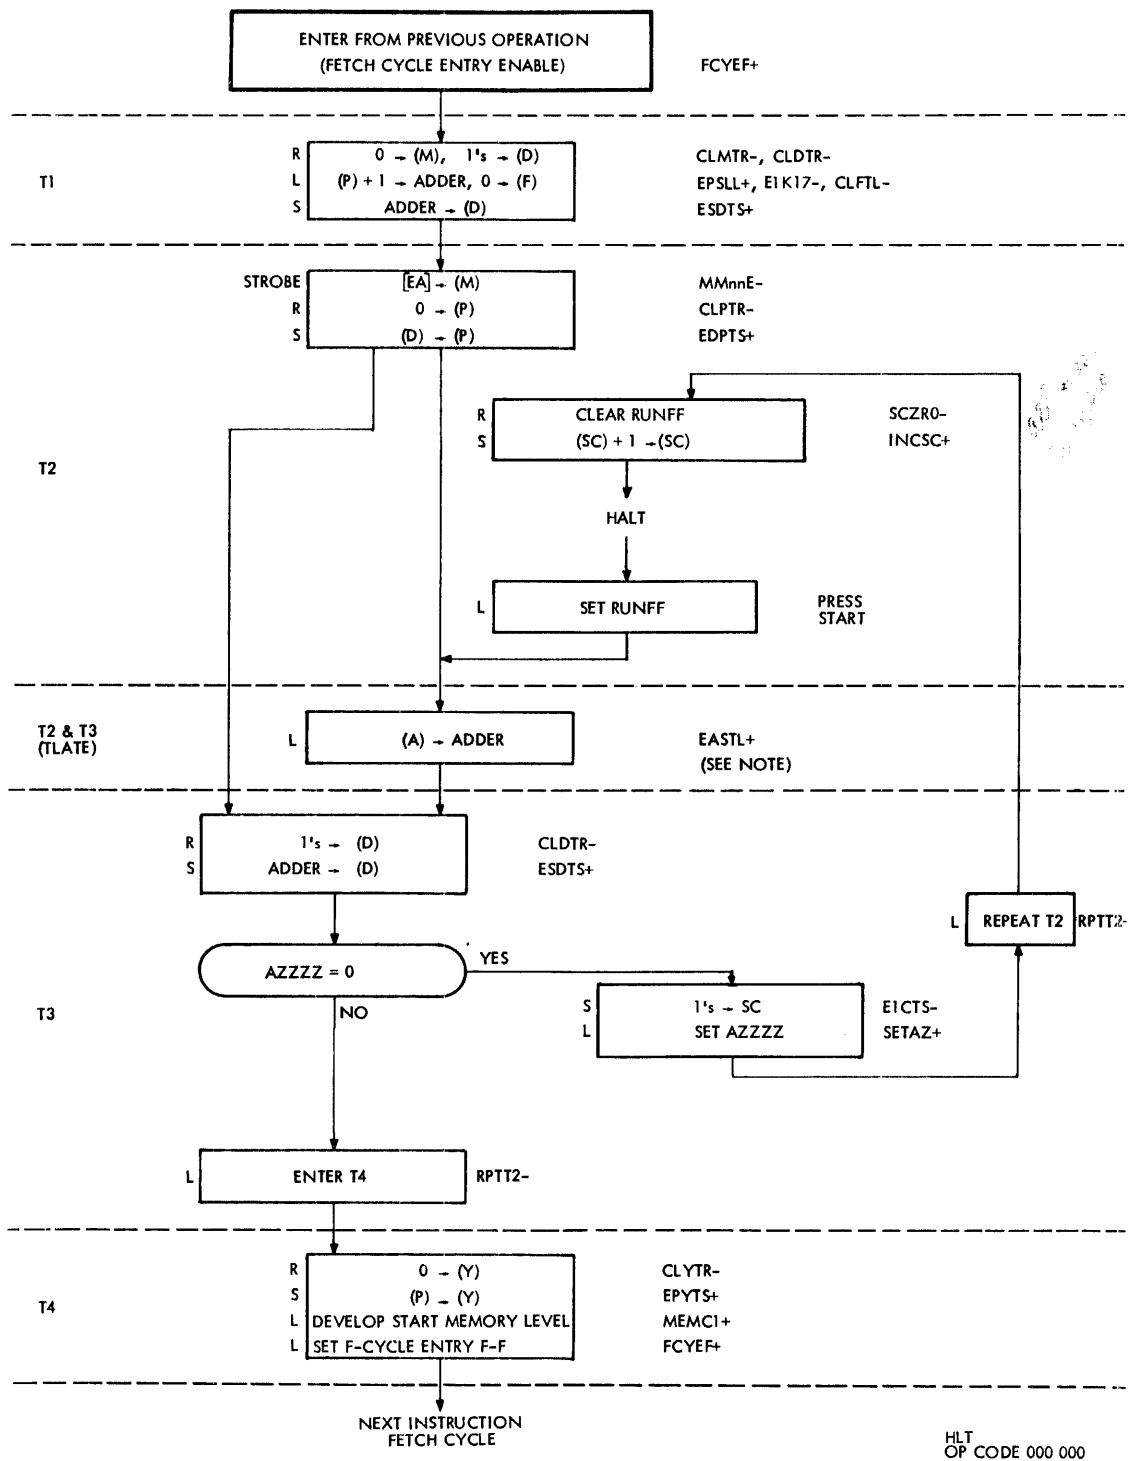 ENTER FROM PREVIOUS OPERATION
(FETCH CYCLE ENTRY ENABLE)
FCYEF+
T1
R 0 → (M), 1's → (D) CLMTR-, CLDTR-
L (P) + 1 → ADDER, 0 → (F) EPSLL+, E1K17-, CLFTL-
S ADDER → (D) ESDTS+
T2
STROBE [EA] → (M) MMnnE-
R 0 → (P) CLPTR-
S (D) → (P) EDPTS+
R CLEAR RUNFF SCZR0-
S (SC) + 1 → (SC) INCSC+
HALT
L SET RUNFF
PRESS
START
T2 & T3
(TLATE)
L (A) → ADDER EASTL+
(SEE NOTE)
T3
R 1's → (D) CLDTR-
S ADDER → (D) ESDTS+
L REPEAT T2 RPTT2-
AZZZZ = 0
YES
NO
S 1's → SC E1CTS-
L SET AZZZZ SETAZ+
L ENTER T4 RPTT2-
T4
R 0 → (Y) CLYTR-
S (P) → (Y) EPYTS+
L DEVELOP START MEMORY LEVEL MEMC1+
L SET F-CYCLE ENTRY F-F FCYEF+
NEXT INSTRUCTION
FETCH CYCLE
HLT
OP CODE 000 000